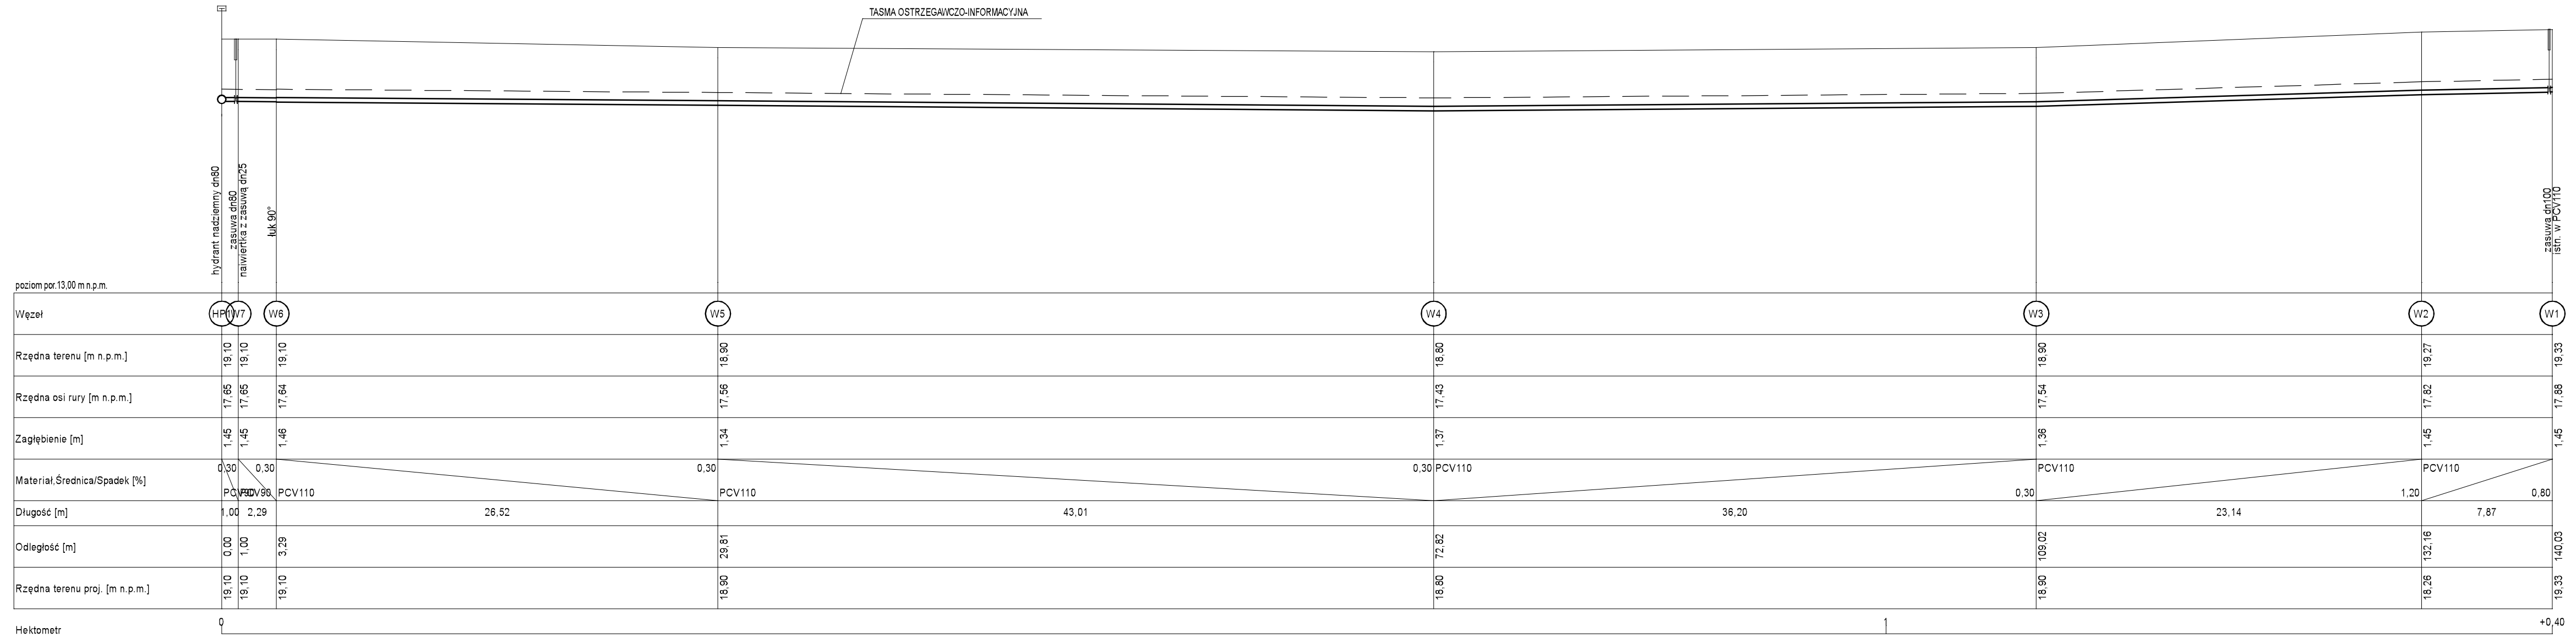 TASMA OSTRZEGAWCZO-INFORMACYJNA
hydrant nadziemny dn80
zasuwa dn80
naiwiertka z zasuwą dn25
łuk 90°
zasuwa dn100
istn. w PCV110
poziom por.13,00 m n.p.m.
Węzeł HP1 W7 W6 W5 W4 W3 W2 W1
Rzędna terenu [m n.p.m.] 19,10 19,10 19,10 18,90 18,80 18,90 19,27 19,33
Rzędna osi rury [m n.p.m.] 17,65 17,65 17,64 17,56 17,43 17,54 17,82 17,88
Zagłębienie [m] 1,45 1,45 1,46 1,34 1,37 1,36 1,45 1,45
0,30 0,30 0,30 0,30 PCV110 PCV110 PCV110
Materiał,Średnica/Spadek [%]
PCV90 PCV90 PCV110 PCV110 0,30 1,20 0,80
Długość [m] 1,00 2,29 26,52 43,01 36,20 23,14 7,87
Odległość [m] 0,00 1,00 3,29 29,81 72,82 109,02 132,16 140,03
Rzędna terenu proj. [m n.p.m.] 19,10 19,10 19,10 18,90 18,80 18,90 18,26 19,33
Hektometr 0 1 +0,40